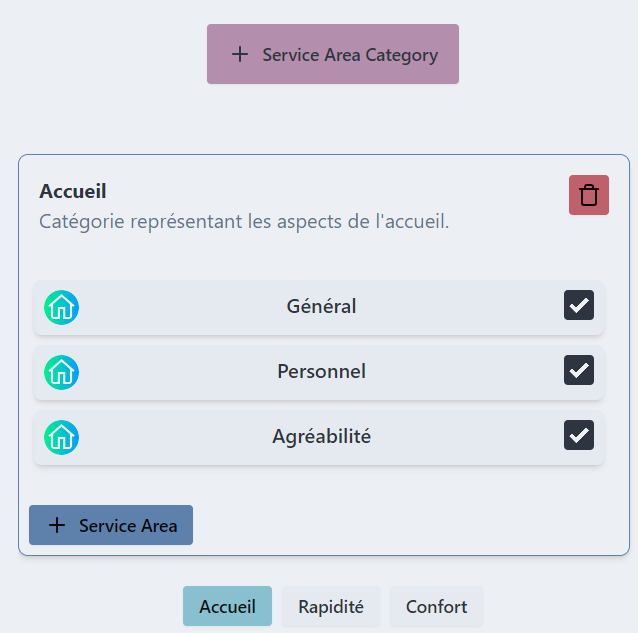 Service Area Category
Accueil
Catégorie représentant les aspects de l'accueil.
Général
Personnel
Agréabilité
Service Area
Accueil Rapidité Confort